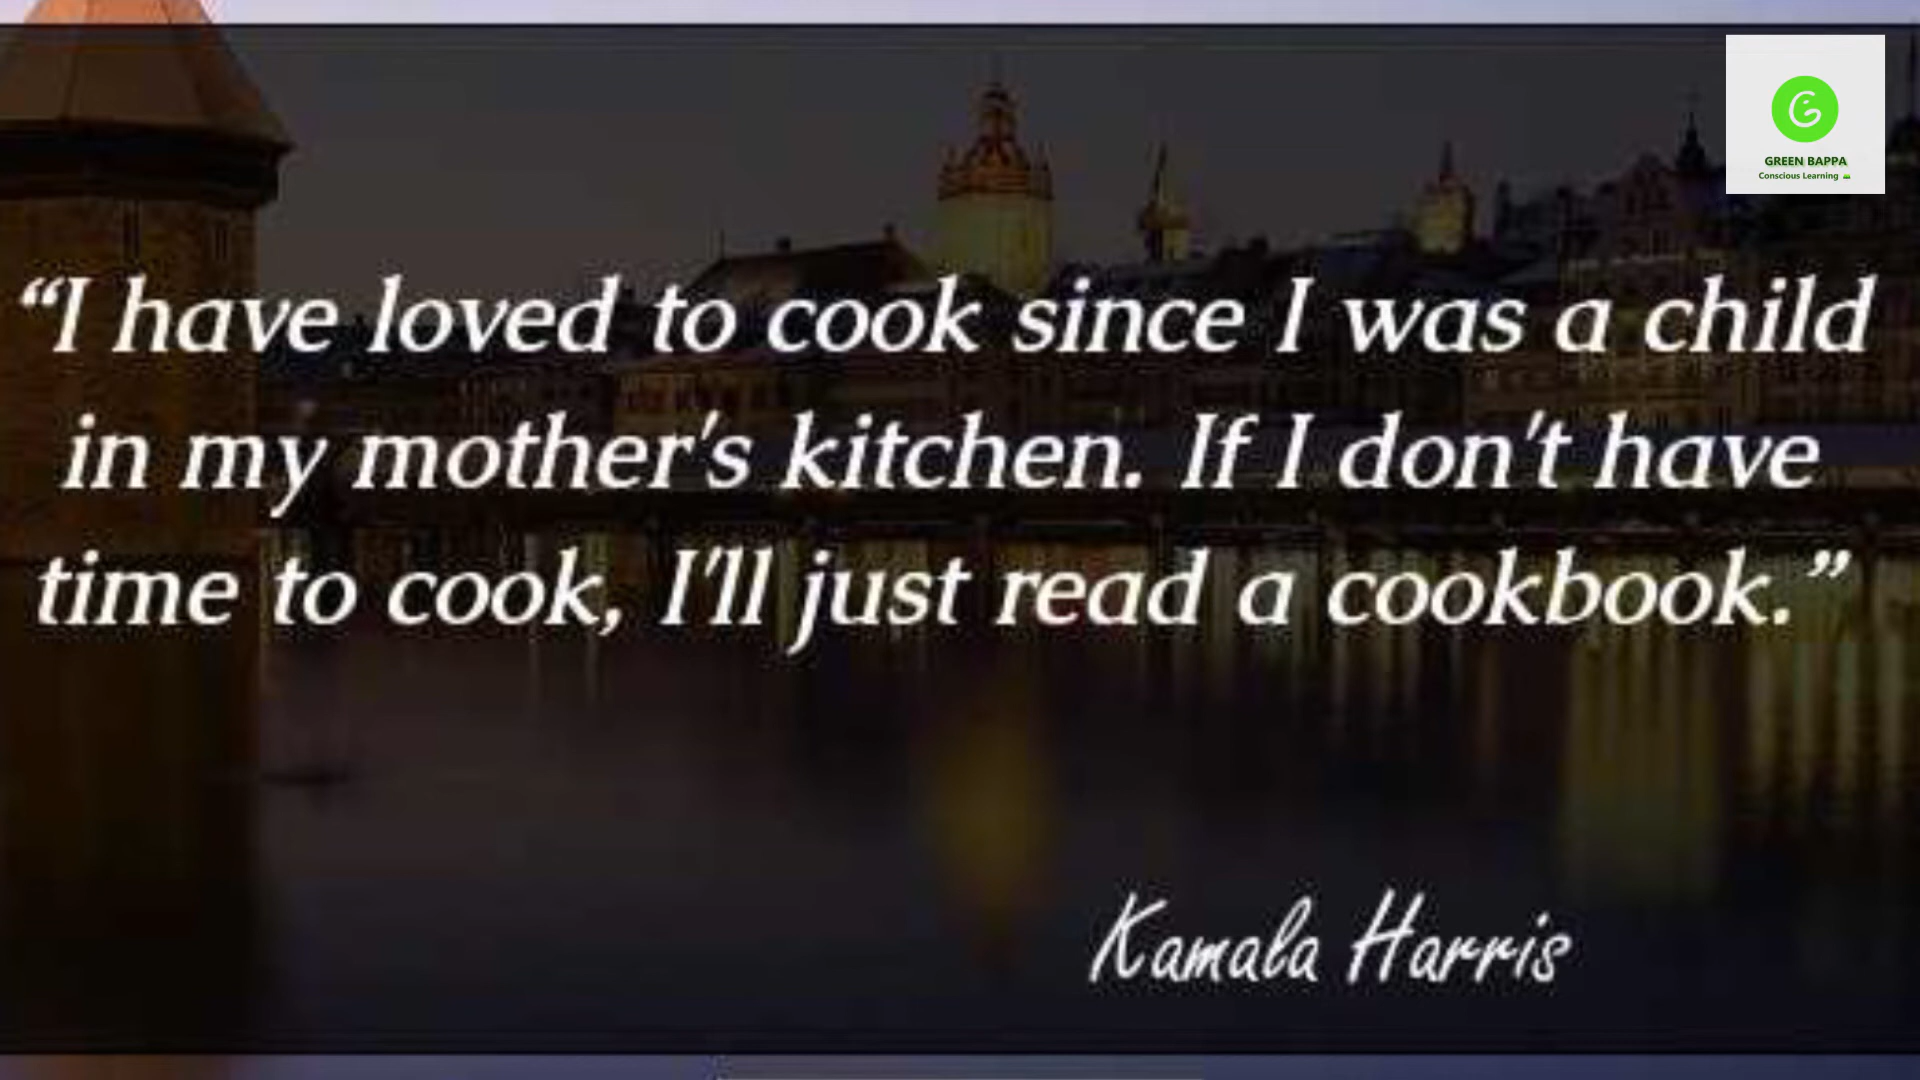 GREEN BAPPA
Conscious Learning
“I have loved to cook since I was a child
in my mother's kitchen. If I don't have
time to cook, I'll just read a cookbook.”
Kamala Harris